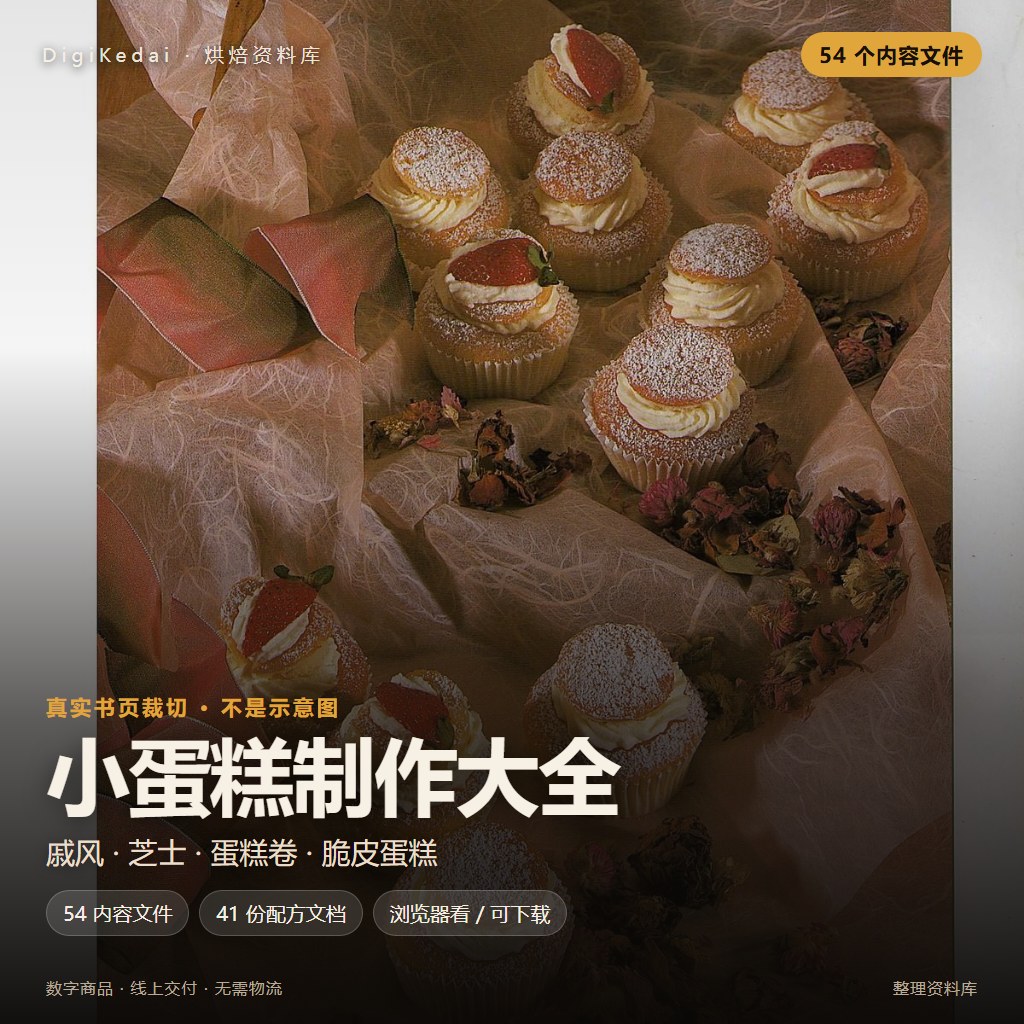 DigiKedai · 烘焙资料库
54 个内容文件
真实书页裁切 · 不是示意图
小蛋糕制作大全
戚风 · 芝士 · 蛋糕卷 · 脆皮蛋糕
54 内容文件
41 份配方文档
浏览器看 / 可下载
数字商品 · 线上交付 · 无需物流
整理资料库